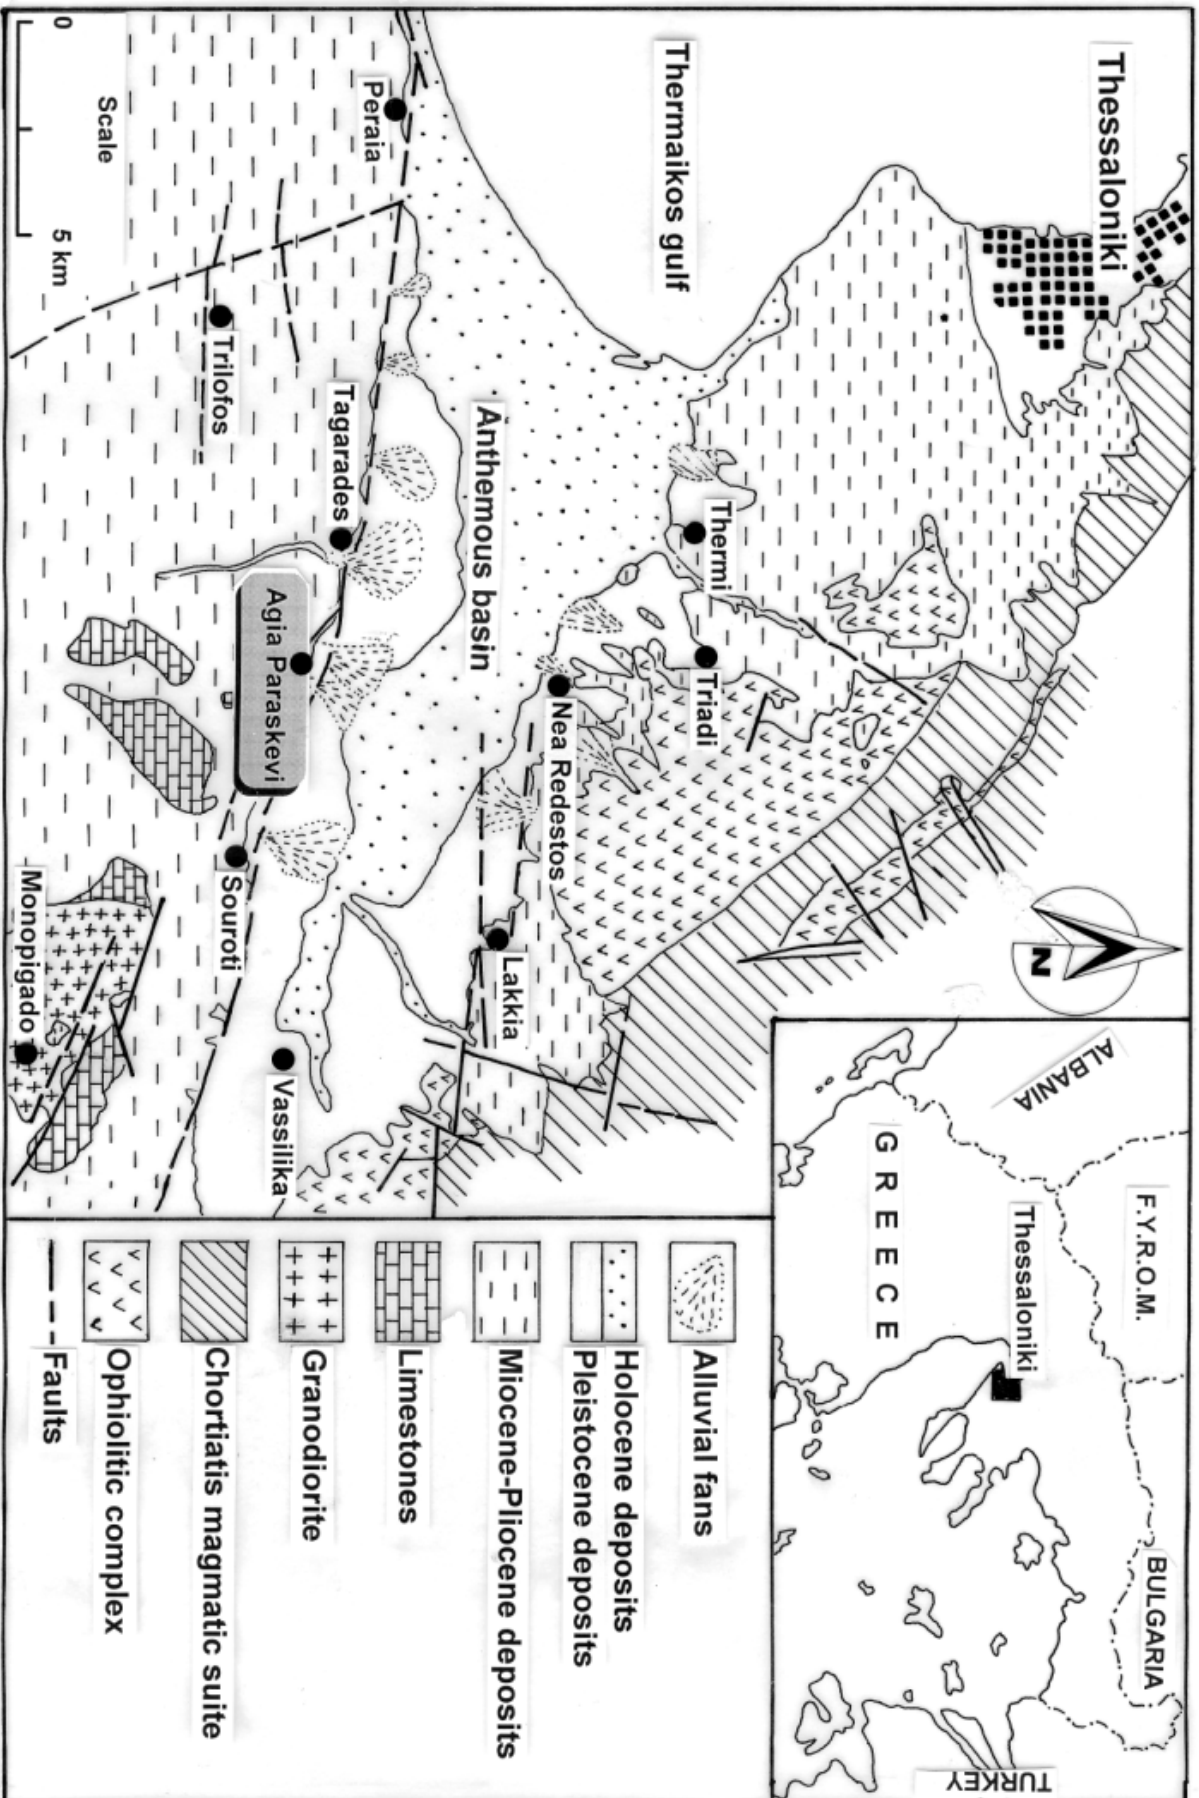 Thessaloniki
Thermaikos gulf
Peraia
Trilofos
Tagarades
Anthemous basin
Thermi
Triadi
Agia Paraskevi
Nea Redestos
Souroti
Lakkia
Monopigado
Vassilika
0
5 km
Scale
N
ALBANIA
F.Y.R.O.M.
BULGARIA
GREECE
Thessaloniki
TURKEY
Alluvial fans
Holocene deposits
Pleistocene deposits
Miocene-Pliocene deposits
Limestones
Granodiorite
Chortiatis magmatic suite
Ophiolitic complex
Faults